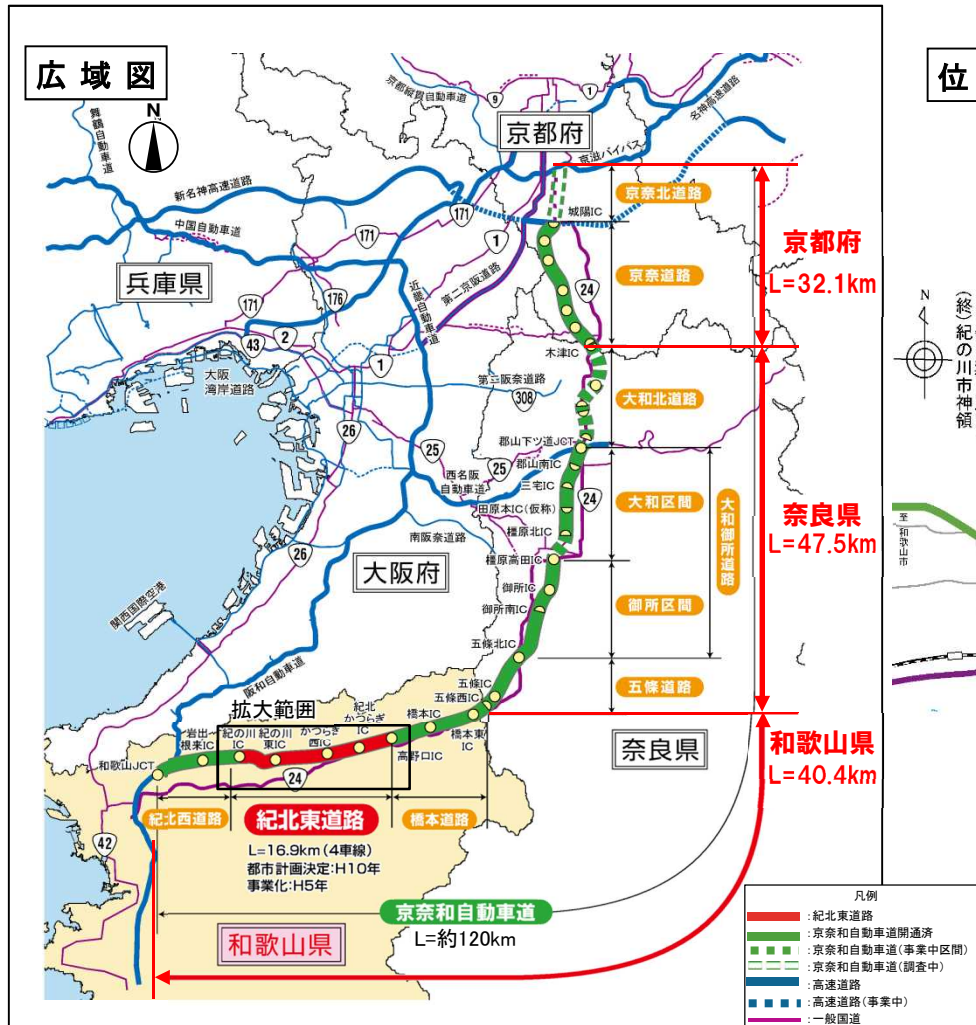 広域図
N
舞鶴自動車道
京都縦貫自動車道
9
1
京都府
名神高速道路
京滋バイパス
新名神高速道路
171
城陽IC
京奈北道路
中国自動車道
171
1
京都府
L=32.1km
兵庫県
京奈道路
24
第二京阪道路
近畿自動車道
171
176
2
43
木津IC
大阪
湾岸道路
1
第二阪奈道路
308
大和北道路
26
25
郡山下ツ道JCT
郡山南IC
25
西名阪
自動車道
三宅IC
田原本IC(仮称)
24
大和区間
大和御所道路
奈良県
L=47.5km
橿原北IC
26
南阪奈道路
橿原高田IC
大阪府
御所IC
御所南IC
御所区間
関西国際空港
五條北IC
阪和自動車道
五條IC
五條西IC
五條道路
拡大範囲
紀北
かつらぎ
IC
橋本IC
岩出
根来IC
紀の川
IC
紀の川
東IC
かつらぎ
西IC
橋本東
IC
高野口IC
和歌山JCT
24
奈良県
和歌山県
L=40.4km
紀北西道路
紀北東道路
橋本道路
42
L=16.9km(4車線)
都市計画決定:H10年
事業化:H5年
京奈和自動車道
L=約120km
和歌山県
凡例
:紀北東道路
:京奈和自動車道開通済
:京奈和自動車道(事業中区間)
:京奈和自動車道(調査中)
:高速道路
:高速道路(事業中)
:一般国道
位
N
(終)紀の川市神領
至和歌山市